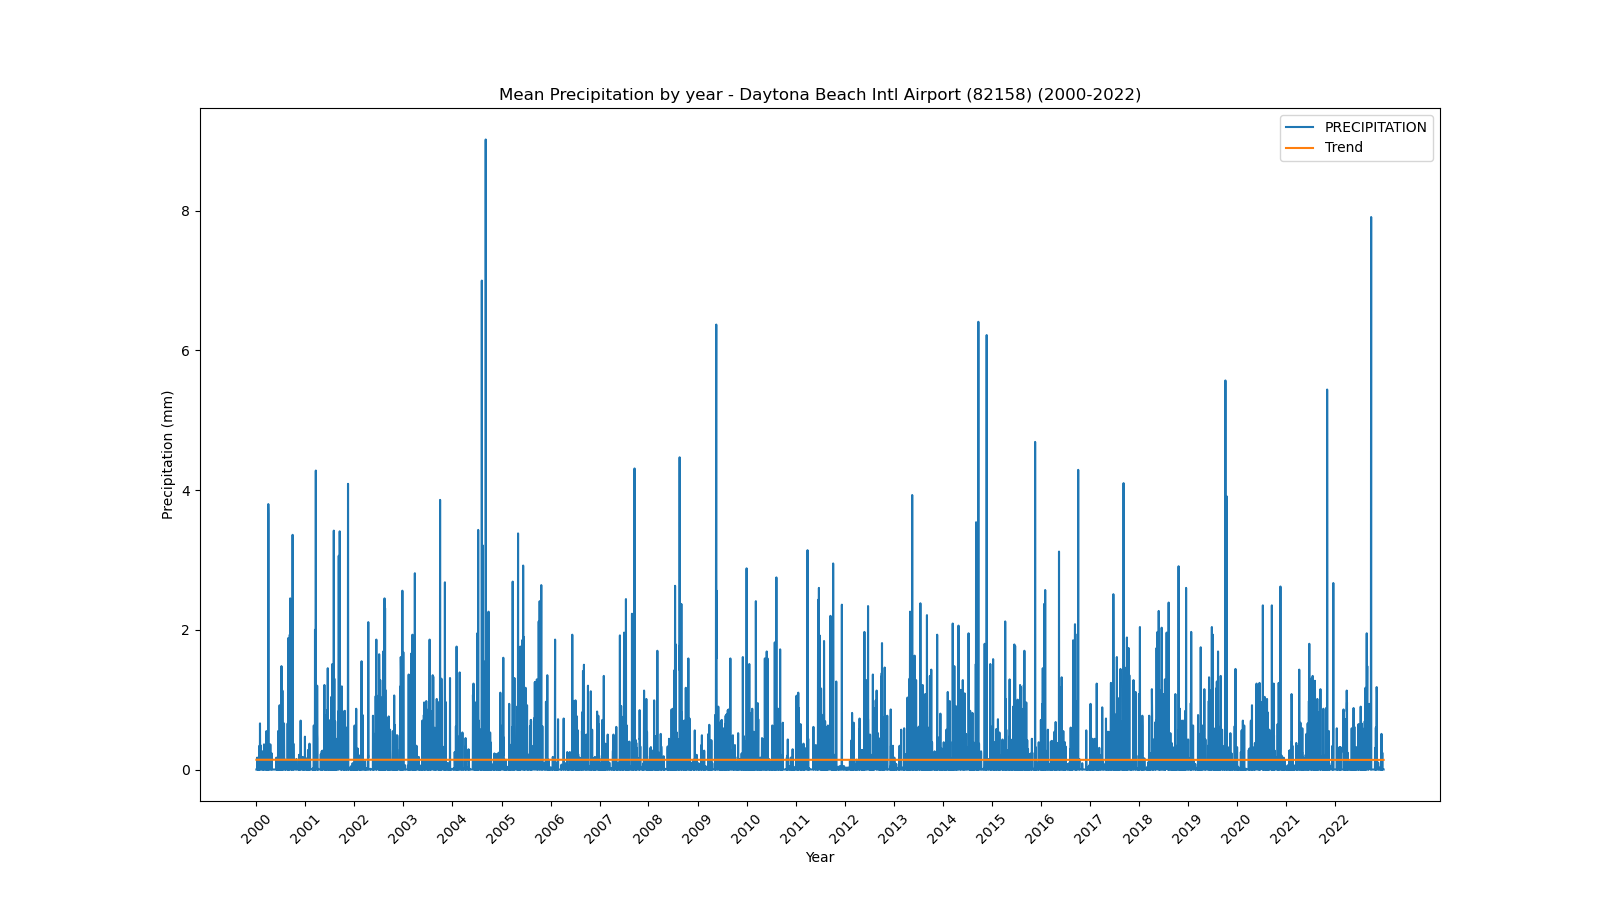 Mean Precipitation by year - Daytona Beach Intl Airport (82158) (2000-2022)
PRECIPITATION
Trend
Precipitation (mm)
8
6
4
2
0
2000 2001 2002 2003 2004 2005 2006 2007 2008 2009 2010 2011 2012 2013 2014 2015 2016 2017 2018 2019 2020 2021 2022
Year